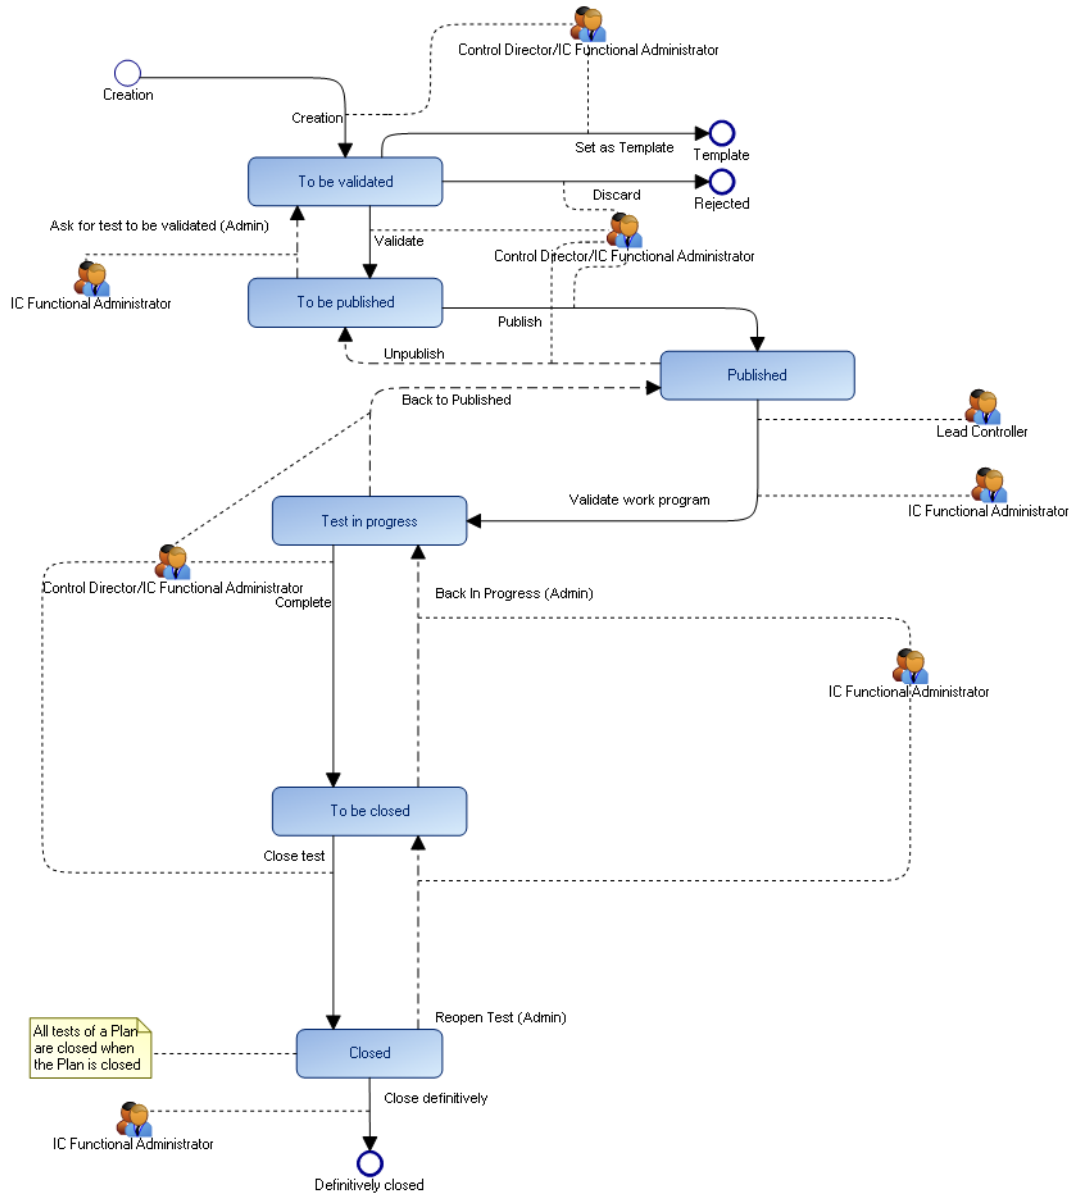 Control Director/IC Functional Administrator
Creation
Creation
Set as Template
Template
To be validated
Discard
Rejected
Ask for test to be validated (Admin)
Validate
Control Director/IC Functional Administrator
IC Functional Administrator
To be published
Publish
Unpublish
Published
Back to Published
Lead Controller
Validate work program
IC Functional Administrator
Test in progress
Control Director/IC Functional Administrator
Complete
Back In Progress (Admin)
IC Functional Administrator
To be closed
Close test
Reopen Test (Admin)
All tests of a Plan
are closed when
the Plan is closed
Closed
Close definitively
IC Functional Administrator
Definitively closed